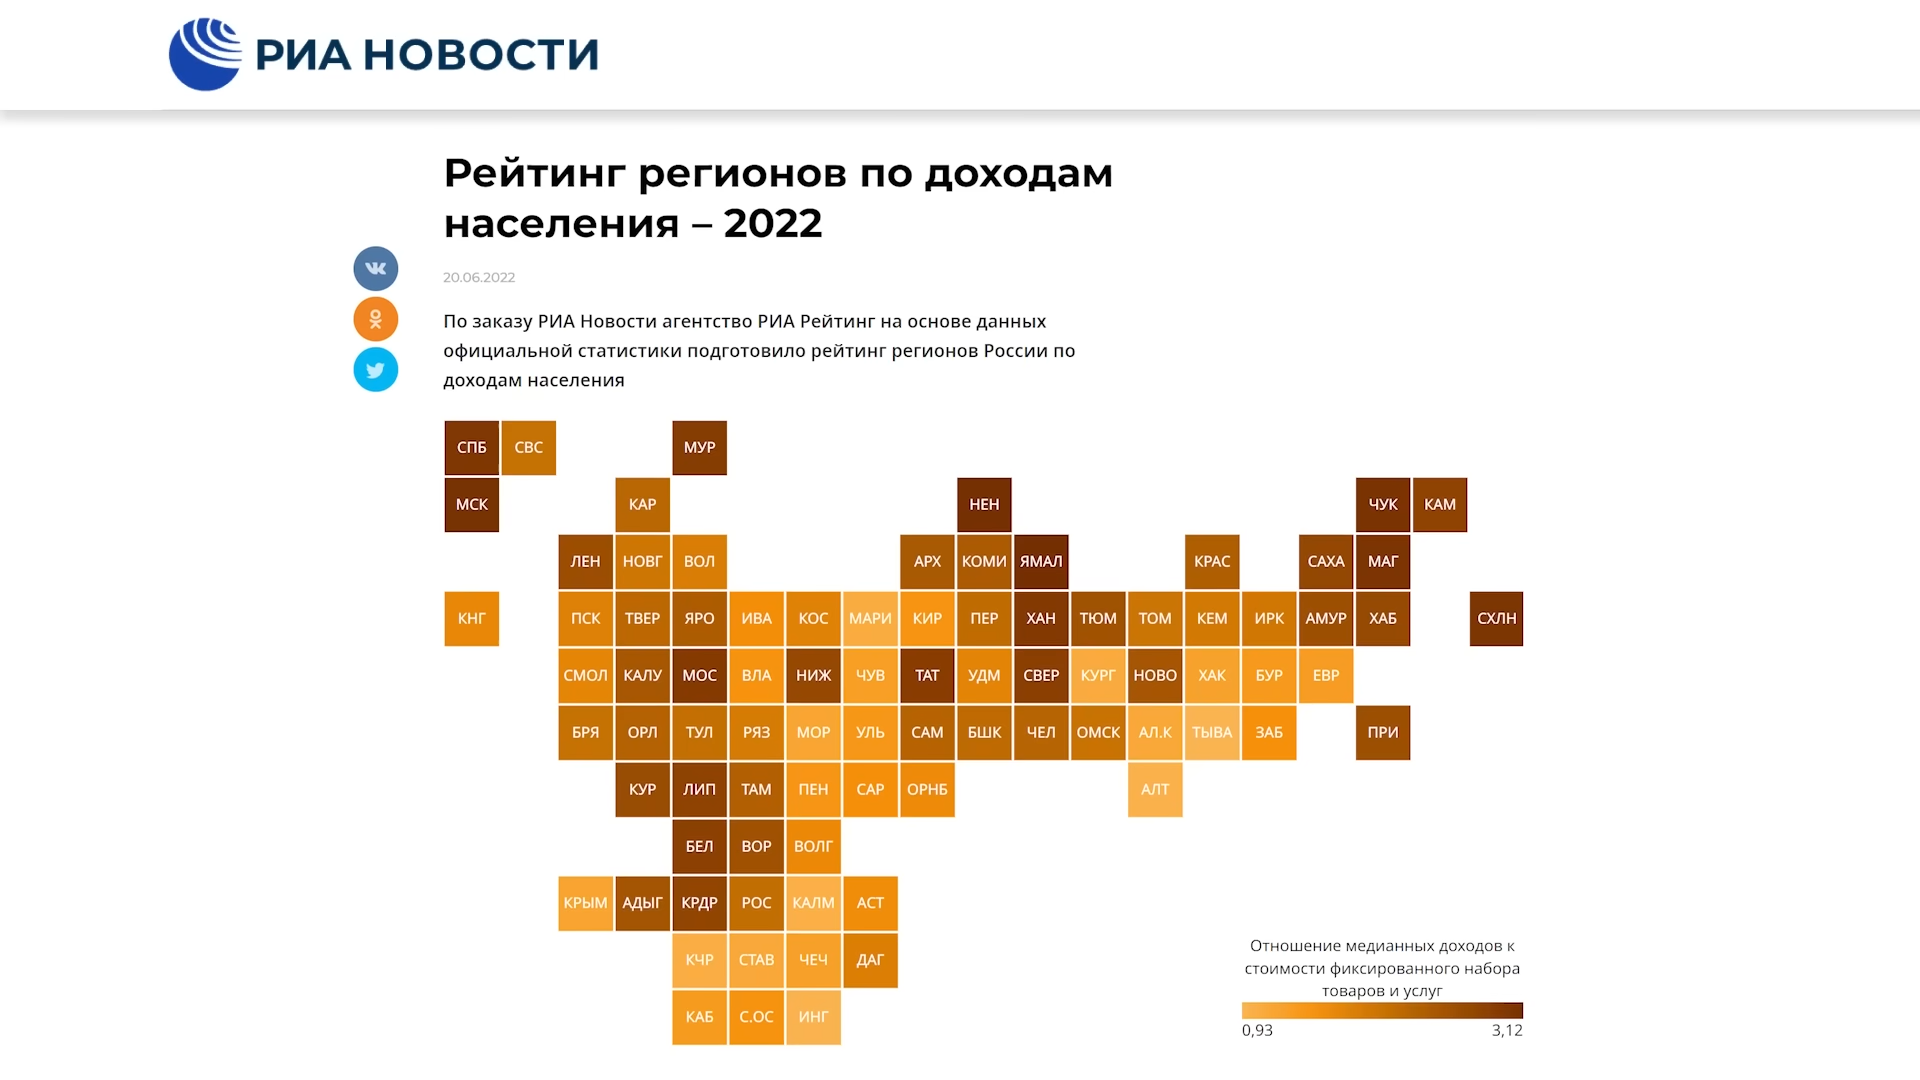 РИА НОВОСТИ
Рейтинг регионов по доходам
населения – 2022
20.06.2022
По заказу РИА Новости агентство РИА Рейтинг на основе данных
официальной статистики подготовило рейтинг регионов России по
доходам населения
СПБ СВС МУР
МСК КАР НЕН ЧУК КАМ
ЛЕН НОВГ ВОЛ АРХ КОМИ ЯМАЛ КРАС САХА МАГ
КНГ ПСК ТВЕР ЯРО ИВА КОС МАРИ КИР ПЕР ХАН ТЮМ ТОМ КЕМ ИРК АМУР ХАБ СХЛН
СМОЛ КАЛУ МОС ВЛА НИЖ ЧУВ ТАТ УДМ СВЕР КУРГ НОВО ХАК БУР ЕВР
БРЯ ОРЛ ТУЛ РЯЗ МОР УЛЬ САМ БШК ЧЕЛ ОМСК АЛ.К ТЫВА ЗАБ ПРИ
КУР ЛИП ТАМ ПЕН САР ОРНБ АЛТ
БЕЛ ВОР ВОЛГ
КРЫМ АДЫГ КРДР РОС КАЛМ АСТ
КЧР СТАВ ЧЕЧ ДАГ
КАБ С.ОС ИНГ
Отношение медианных доходов к
стоимости фиксированного набора
товаров и услуг
0,93 3,12